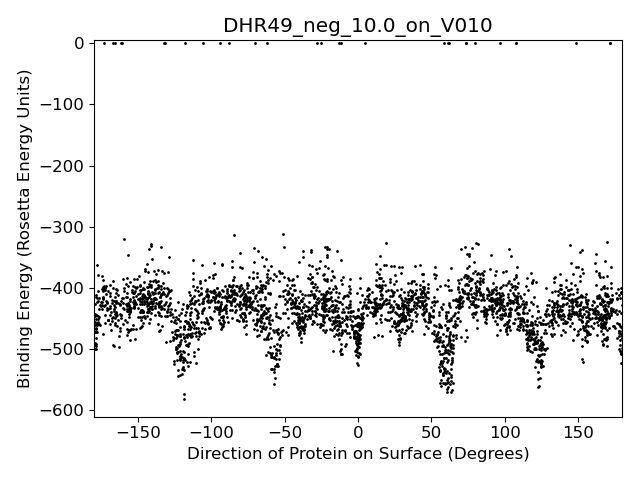 DHR49_neg_10.0_on_V010
Binding Energy (Rosetta Energy Units)
0
−100
−200
−300
−400
−500
−600
−150 −100 −50 0 50 100 150
Direction of Protein on Surface (Degrees)